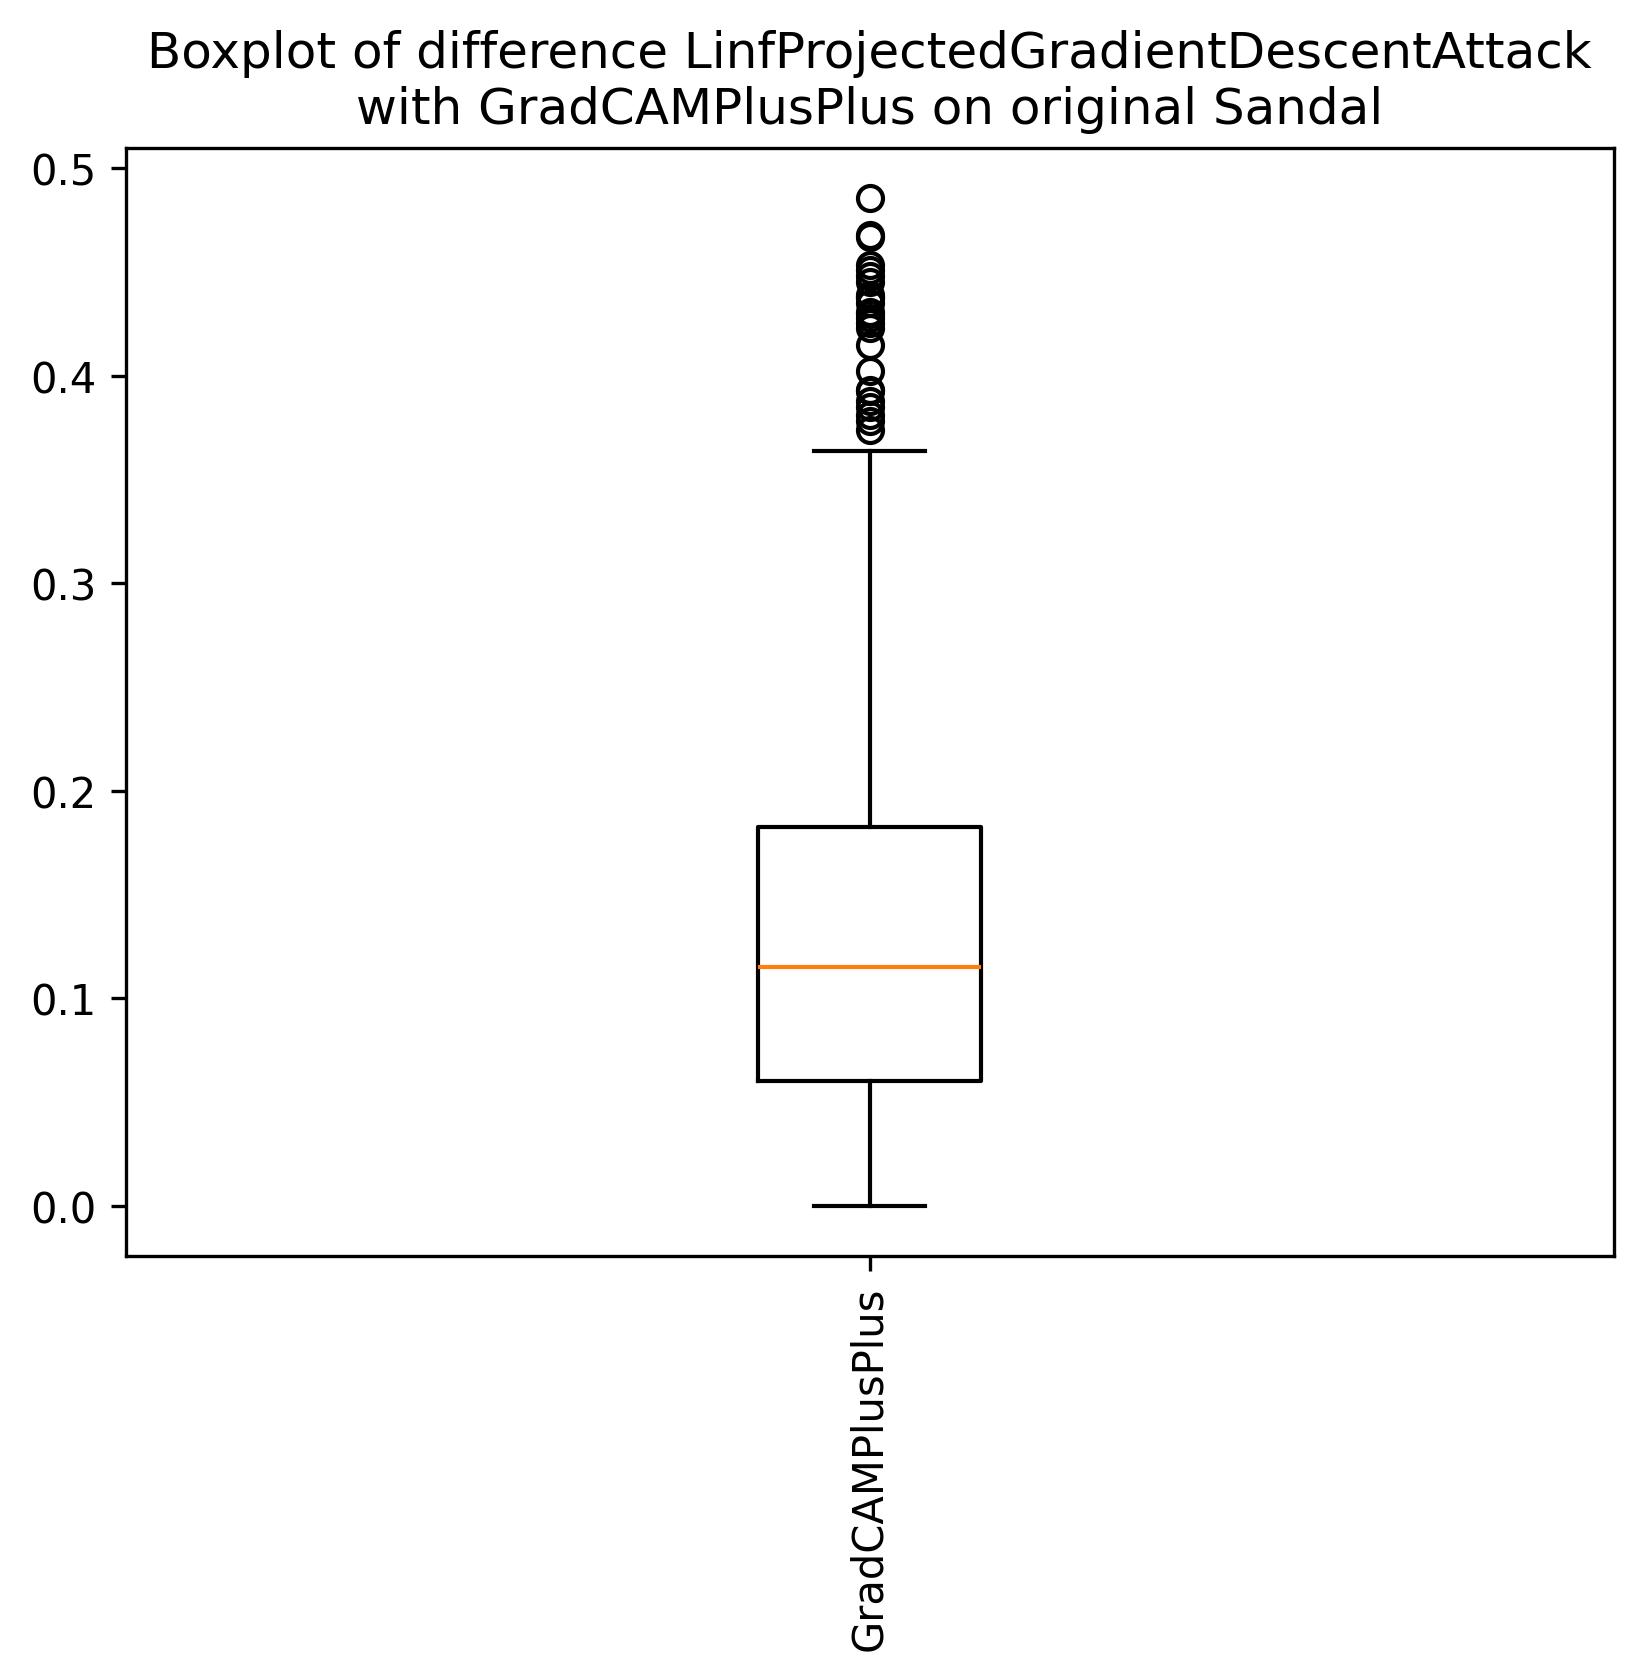 Boxplot of difference LinfProjectedGradientDescentAttack
with GradCAMPlusPlus on original Sandal
0.5
0.4
0.3
0.2
0.1
0.0
GradCAMPlusPlus